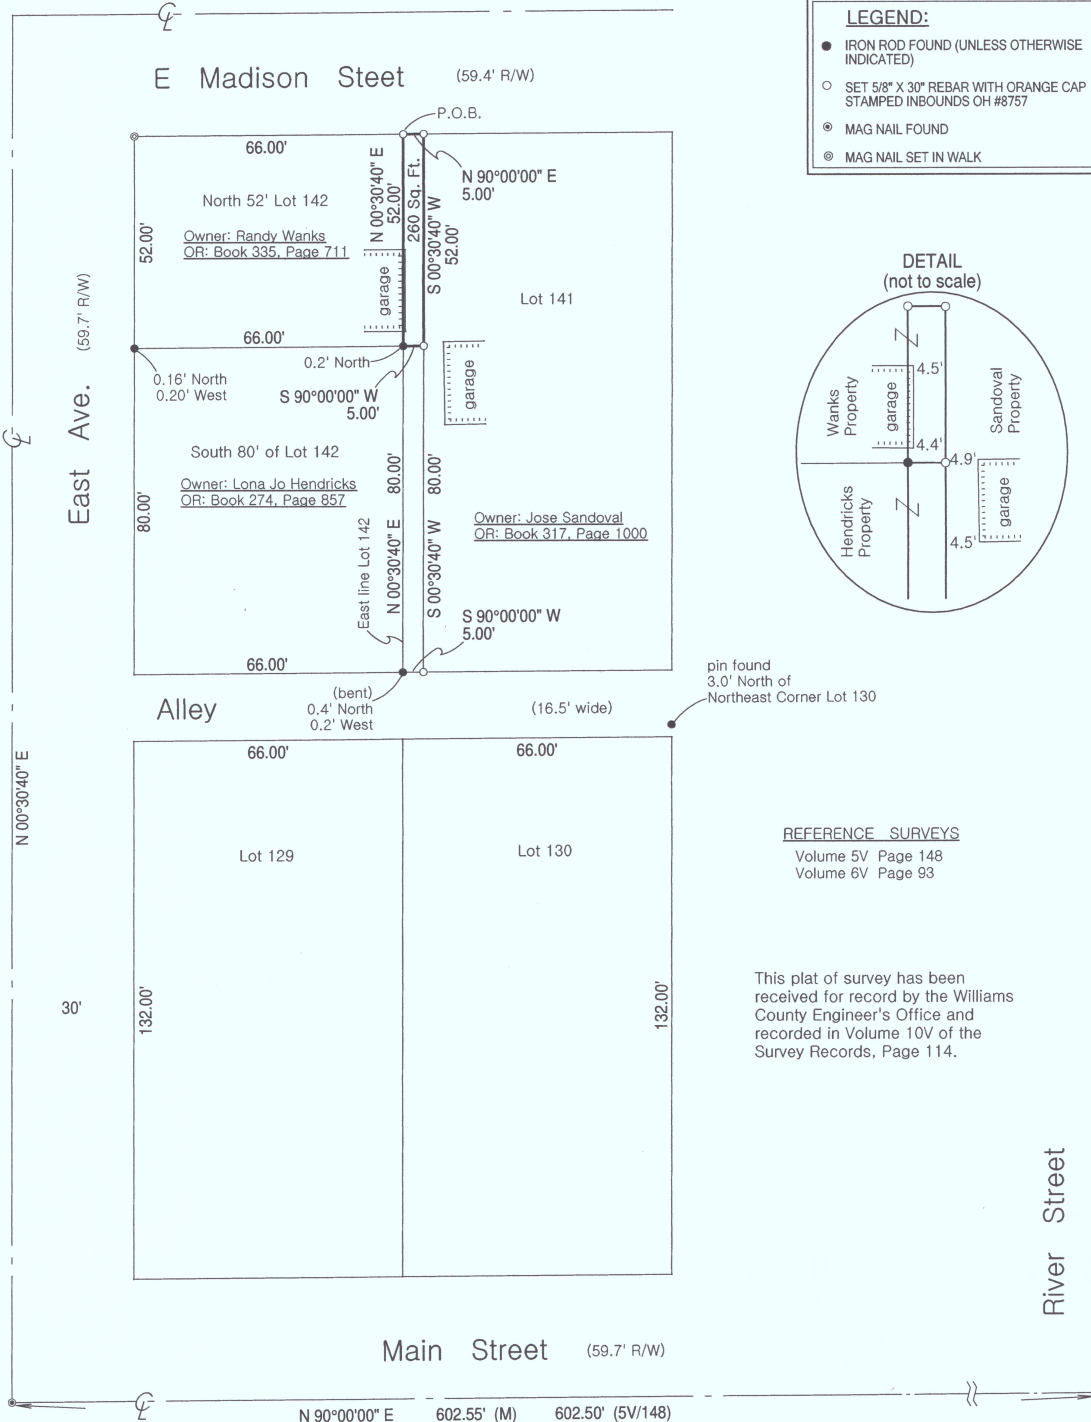 LEGEND:
IRON ROD FOUND (UNLESS OTHERWISE
INDICATED)
SET 5/8" X 30" REBAR WITH ORANGE CAP
STAMPED INBOUNDS OH #8757
MAG NAIL FOUND
MAG NAIL SET IN WALK
E Madison Steet (59.4' R/W)
P.O.B.
66.00'
N 90°00'00" E
5.00'
North 52' Lot 142
Owner: Randy Wanks
OR: Book 335, Page 711
N 00°30'40" E
52.00'
260 Sq. Ft.
S 00°30'40" W
52.00'
52.00'
garage
Lot 141
66.00'
0.2' North
garage
0.16' North
0.20' West
S 90°00'00" W
5.00'
East Ave. (59.7' R/W)
South 80' of Lot 142
Owner: Lona Jo Hendricks
OR: Book 274, Page 857
80.00'
East line Lot 142
N 00°30'40" E 80.00'
S 00°30'40" W 80.00'
Owner: Jose Sandoval
OR: Book 317, Page 1000
S 90°00'00" W
5.00'
66.00'
(bent)
0.4' North
0.2' West
DETAIL
(not to scale)
Wanks
Property
garage
4.5'
4.4'
Sandoval
Property
4.9'
garage
4.5'
Hendricks
Property
Alley (16.5' wide)
pin found
3.0' North of
Northeast Corner Lot 130
66.00'
66.00'
N 00°30'40" E
Lot 129
Lot 130
REFERENCE SURVEYS
Volume 5V Page 148
Volume 6V Page 93
30'
132.00'
132.00'
This plat of survey has been
received for record by the Williams
County Engineer's Office and
recorded in Volume 10V of the
Survey Records, Page 114.
River Street
Main Street (59.7' R/W)
N 90°00'00" E 602.55' (M) 602.50' (5V/148)